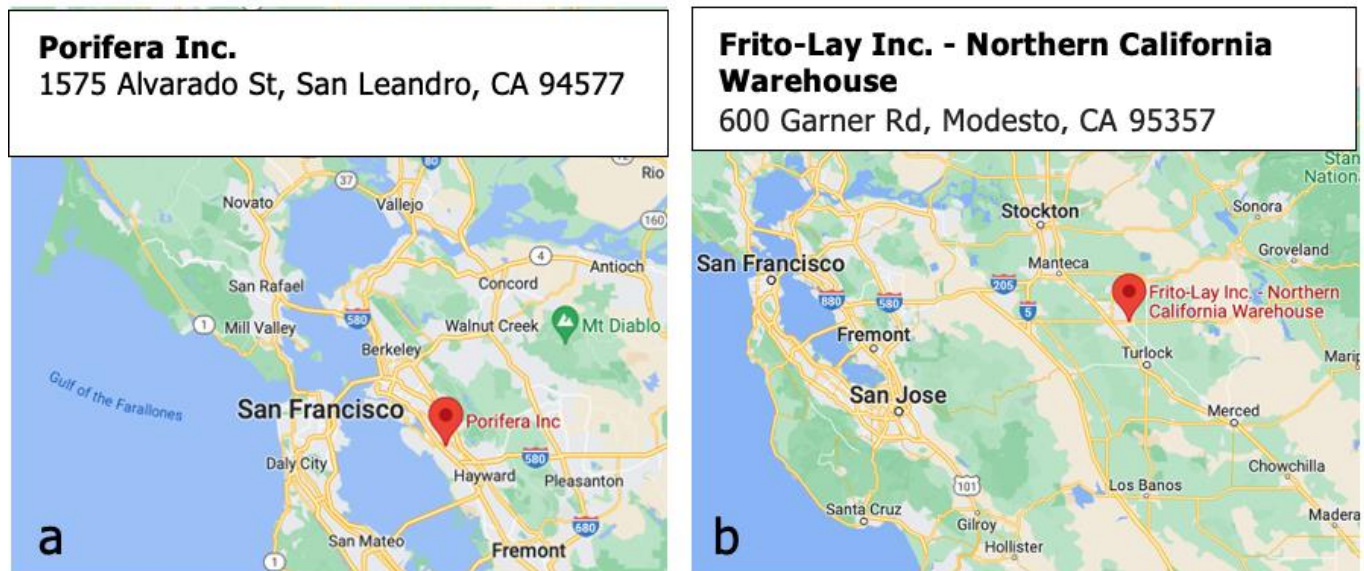 Porifera Inc.
1575 Alvarado St, San Leandro, CA 94577
Rio
80
37
Novato
Vallejo
160
4
Antioch
San Rafael
Concord
1
Mill Valley
580
Walnut Creek
Mt Diablo
Berkeley
Gulf of the Farallones
San Francisco
Porifera Inc
Daly City
580
Hayward
Pleasanton
a
San Mateo
680
1
Fremont
Frito-Lay Inc. - Northern California
Warehouse
600 Garner Rd, Modesto, CA 95357
Stan
Nation
Stockton
Sonora
Groveland
San Francisco
Manteca
205
880
580
5
Frito-Lay Inc. - Northern
California Warehouse
Fremont
Turlock
Marip
San Jose
Merced
Chowchilla
101
Los Banos
Santa Cruz
Gilroy
Madera
b
Hollister